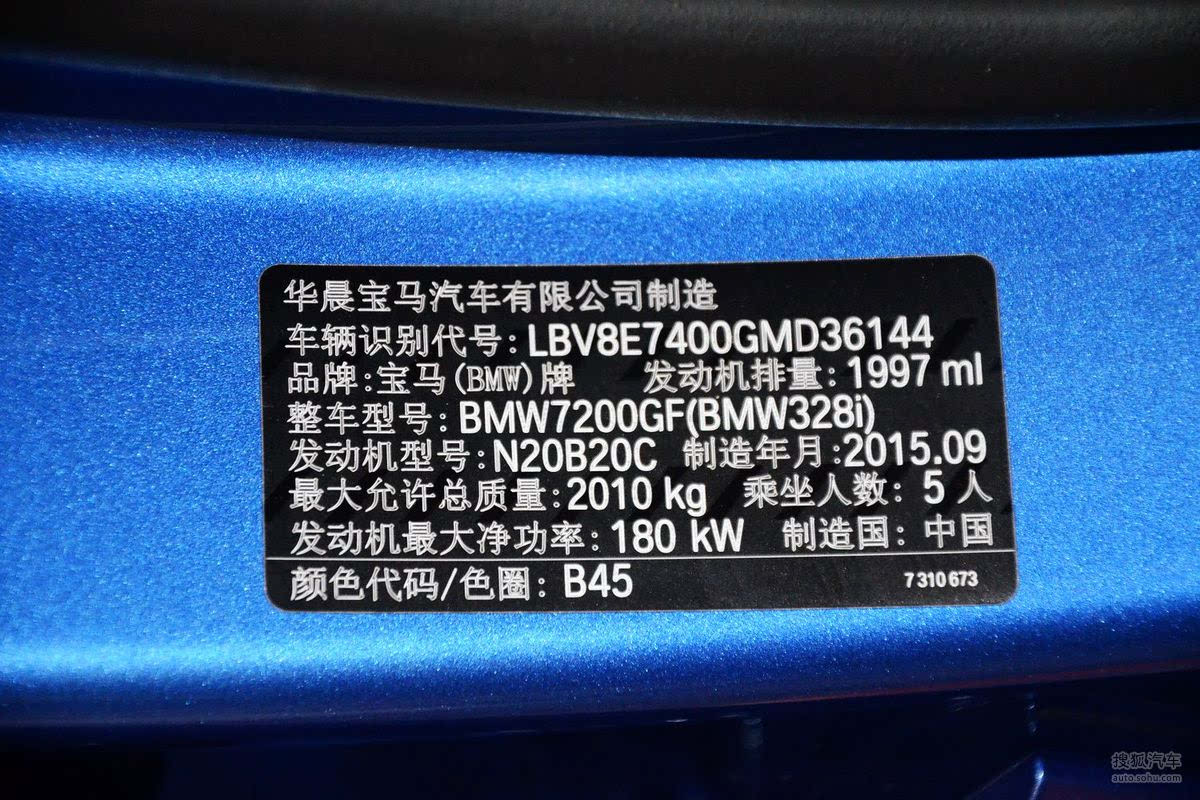 华晨宝马汽车有限公司制造
车辆识别代号:LBV8E7400GMD36144
品牌:宝马(BMW)牌 发动机排量:1997 ml
整车型号:BMW7200GF(BMW328i)
发动机型号:N20B20C 制造年月:2015.09
最大允许总质量:2010 kg 乘坐人数:5人
发动机最大净功率:180 kW 制造国:中国
颜色代码/色圈:B45 7 310 673
搜狐汽车
auto.sohu.com